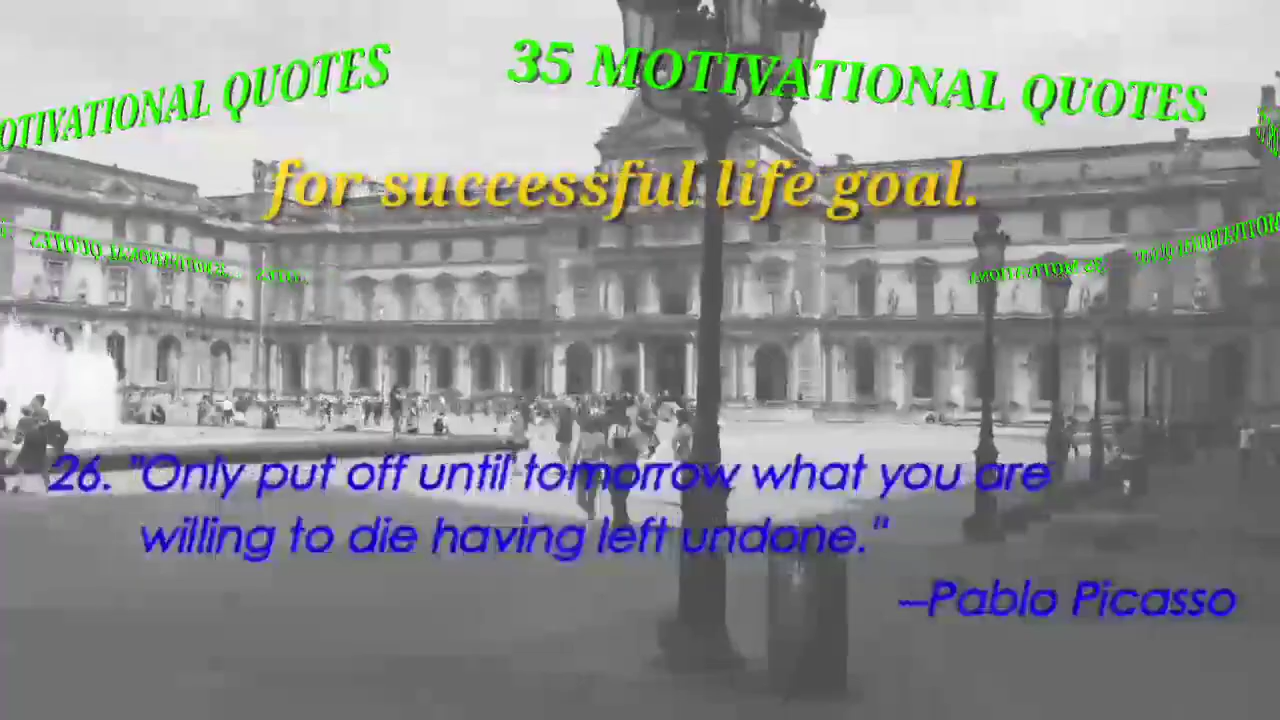 OTIVATIONAL QUOTES
35 MOTIVATIONAL QUOTES
for successful life goal.
26. "Only put off until tomorrow what you are
willing to die having left undone."
–Pablo Picasso